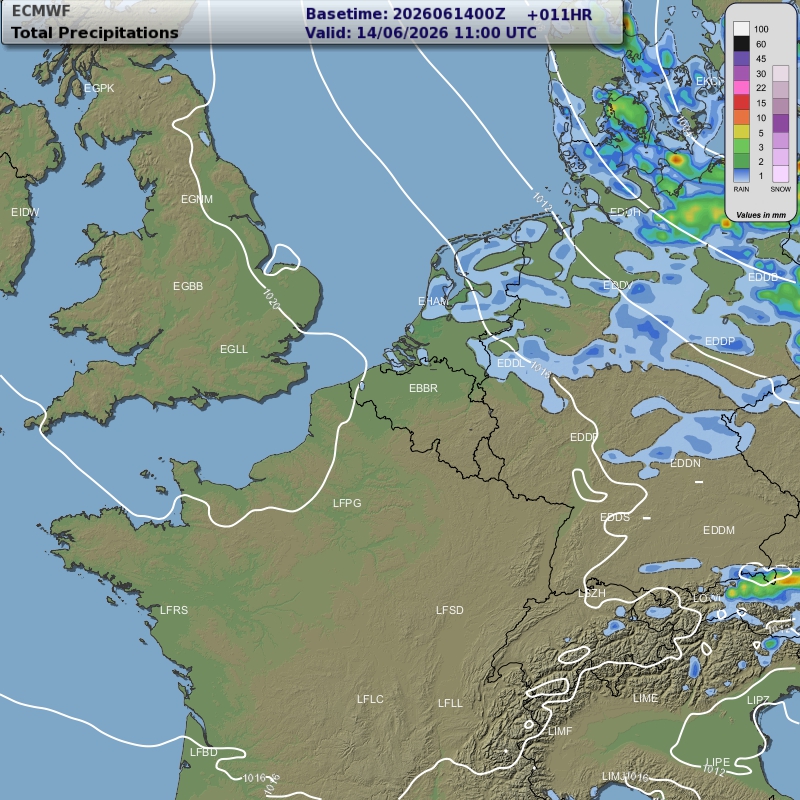 ECMWF
Total Precipitations
Basetime: 2026061400Z +011HR
Valid: 14/06/2026 11:00 UTC
100
60
45
30
22
15
10
5
3
2
1
RAIN SNOW
Values in mm
EGPK
EIDW
EGNM
EGBB
EGLL
1020
EHAM
EBBR
EDDH
1012
EDDV
EDDB
EDDP
EDDL
1016
EDDF
EDDN
EDDS
EDDM
LFPG
LFRS
LFSD
LSZH
LFLC
LFLL
LIME
LIMF
LIPZ
LIPE
1012
LFBD
1016
1016
LIMJ
1016